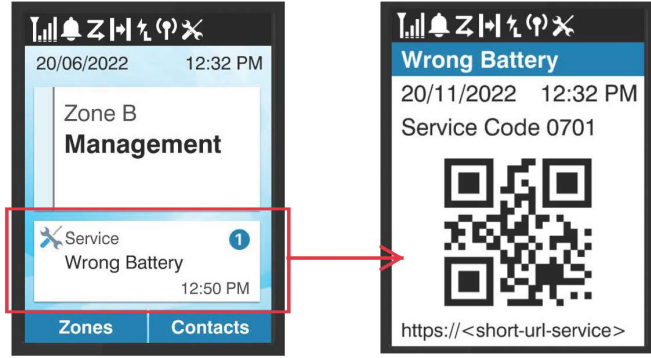 20/06/2022 12:32 PM
Zone B
Management
Service 1
Wrong Battery
12:50 PM
Zones Contacts
Wrong Battery
20/11/2022 12:32 PM
Service Code 0701
https://<short-url-service>